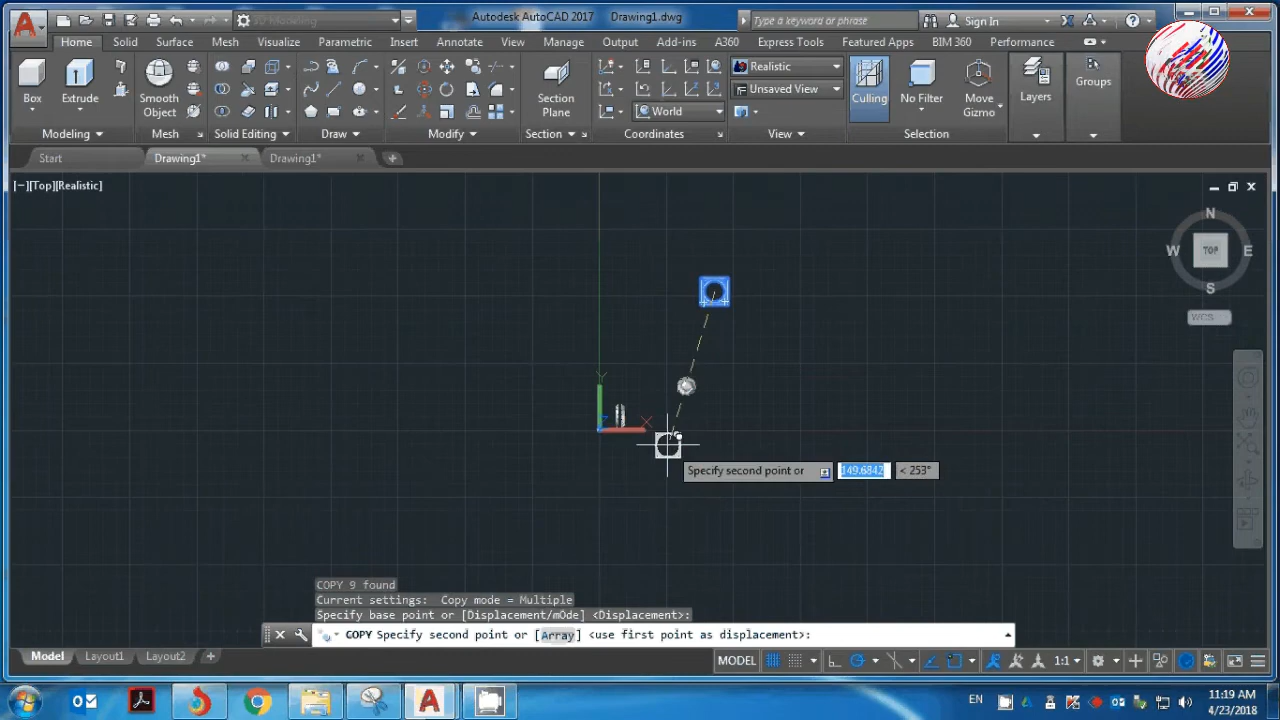 3D Modeling
Autodesk AutoCAD 2017 Drawing1.dwg
Type a keyword or phrase
Sign In
Home Solid Surface Mesh Visualize Parametric Insert Annotate View Manage Output Add-ins A360 Express Tools Featured Apps BIM 360 Performance
Box
Extrude
Smooth
Object
Section
Plane
World
Realistic
Unsaved View
Culling
No Filter
Move
Gizmo
Layers
Groups
Modeling
Mesh
Solid Editing
Draw
Modify
Section
Coordinates
View
Selection
Start
Drawing1*
Drawing1*
[−][Top][Realistic]
N
W TOP E
S
WCS
Y
X
Specify second point or 149.6842 < 253°
COPY 9 found
Current settings: Copy mode = Multiple
Specify base point or [Displacement/mOde] <Displacement>:
COPY Specify second point or [Array] <use first point as displacement>:
Model Layout1 Layout2
MODEL
1:1
EN
11:19 AM
4/23/2018